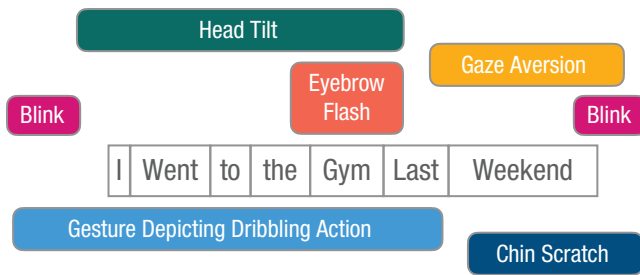 Head Tilt
Gaze Aversion
Eyebrow
Flash
Blink
Blink
I Went to the Gym Last Weekend
Gesture Depicting Dribbling Action
Chin Scratch